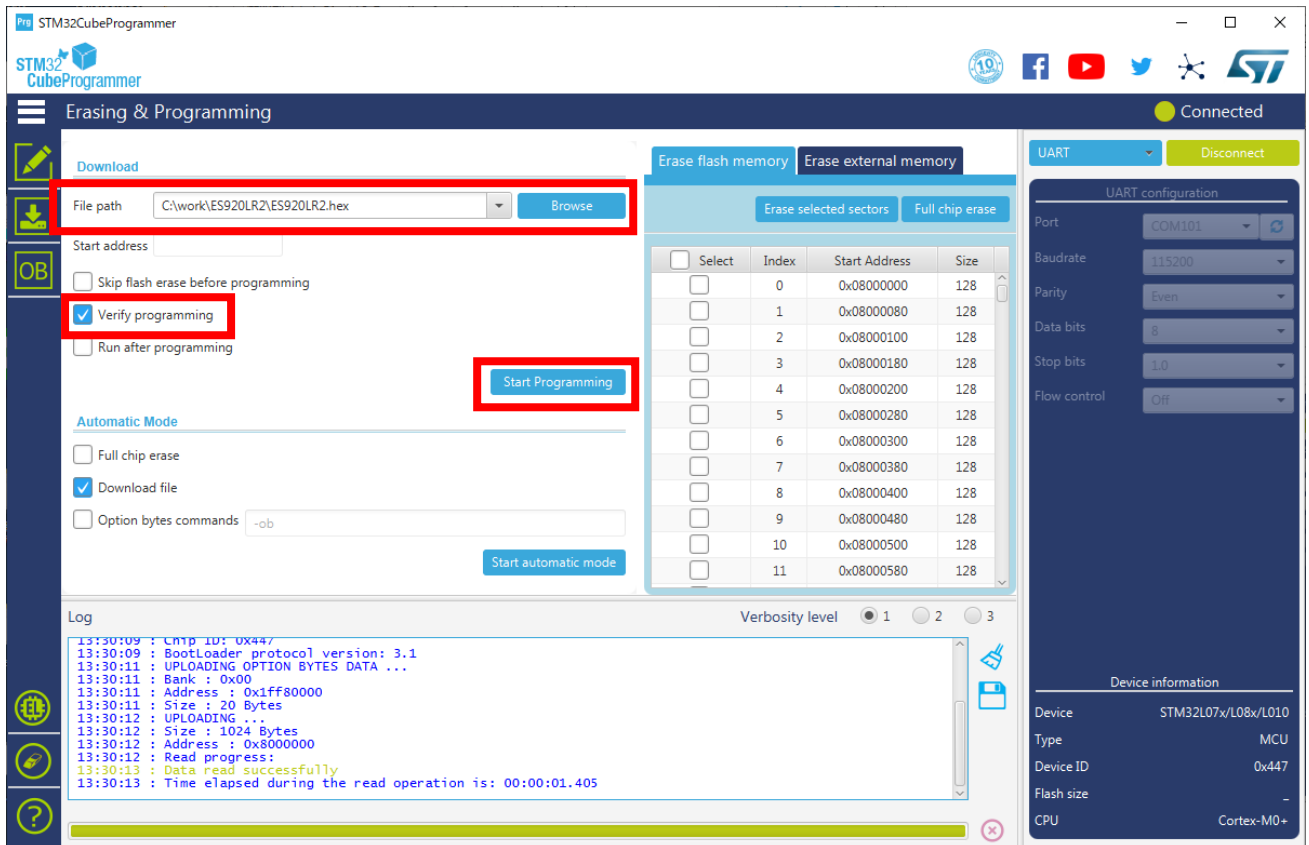 Prg STM32CubeProgrammer
STM32
CubeProgrammer
10
Erasing & Programming
Connected
Download
File path C:\work\ES920LR2\ES920LR2.hex Browse
Start address
Skip flash erase before programming
Verify programming
Run after programming
Start Programming
Automatic Mode
Full chip erase
Download file
Option bytes commands -ob
Start automatic mode
OB
Erase flash memory Erase external memory
Erase selected sectors Full chip erase
Select Index Start Address Size
0 0x08000000 128
1 0x08000080 128
2 0x08000100 128
3 0x08000180 128
4 0x08000200 128
5 0x08000280 128
6 0x08000300 128
7 0x08000380 128
8 0x08000400 128
9 0x08000480 128
10 0x08000500 128
11 0x08000580 128
UART Disconnect
UART configuration
Port COM101
Baudrate 115200
Parity Even
Data bits 8
Stop bits 1.0
Flow control Off
Log Verbosity level 1 2 3
13:30:09 : Chip ID: 0x447
13:30:09 : BootLoader protocol version: 3.1
13:30:11 : UPLOADING OPTION BYTES DATA ...
13:30:11 : Bank : 0x00
13:30:11 : Address : 0x1ff80000
13:30:11 : Size : 20 Bytes
13:30:12 : UPLOADING ...
13:30:12 : Size : 1024 Bytes
13:30:12 : Address : 0x8000000
13:30:12 : Read progress:
13:30:13 : Data read successfully
13:30:13 : Time elapsed during the read operation is: 00:00:01.405
Device information
Device STM32L07x/L08x/L010
Type MCU
Device ID 0x447
Flash size _
CPU Cortex-M0+